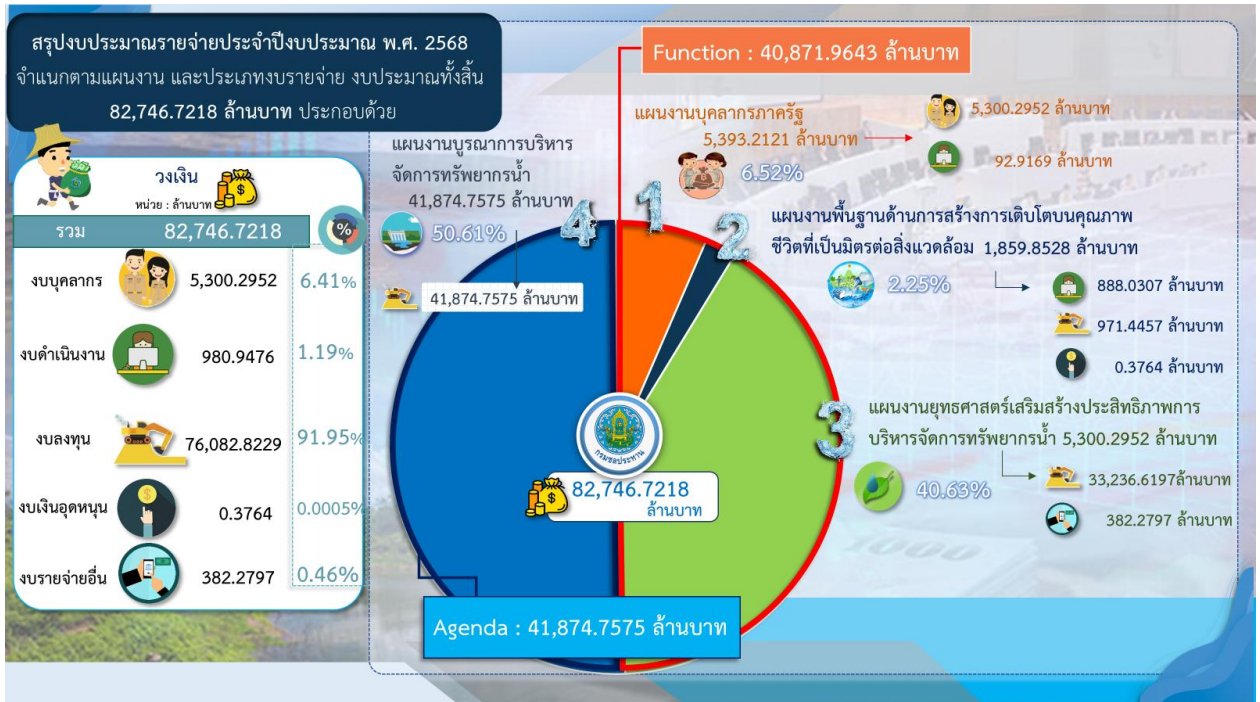 สรุปงบประมาณรายจ่ายประจำปีงบประมาณ พ.ศ. 2568
จำแนกตามแผนงาน และประเภทงบรายจ่าย งบประมาณทั้งสิ้น
82,746.7218 ล้านบาท ประกอบด้วย
วงเงิน
หน่วย : ล้านบาท
รวม 82,746.7218 %
งบบุคลากร 5,300.2952 6.41%
งบดำเนินงาน 980.9476 1.19%
งบลงทุน 76,082.8229 91.95%
งบเงินอุดหนุน 0.3764 0.0005%
งบรายจ่ายอื่น 382.2797 0.46%
Function : 40,871.9643 ล้านบาท
1
แผนงานบุคลากรภาครัฐ
5,393.2121 ล้านบาท
6.52%
5,300.2952 ล้านบาท
92.9169 ล้านบาท
2
แผนงานพื้นฐานด้านการสร้างการเติบโตบนคุณภาพ
ชีวิตที่เป็นมิตรต่อสิ่งแวดล้อม 1,859.8528 ล้านบาท
2.25%
888.0307 ล้านบาท
971.4457 ล้านบาท
0.3764 ล้านบาท
3
แผนงานยุทธศาสตร์เสริมสร้างประสิทธิภาพการ
บริหารจัดการทรัพยากรน้ำ 5,300.2952 ล้านบาท
40.63%
33,236.6197ล้านบาท
382.2797 ล้านบาท
4
แผนงานบูรณาการบริหาร
จัดการทรัพยากรน้ำ
41,874.7575 ล้านบาท
50.61%
41,874.7575 ล้านบาท
กรมชลประทาน
82,746.7218
ล้านบาท
Agenda : 41,874.7575 ล้านบาท